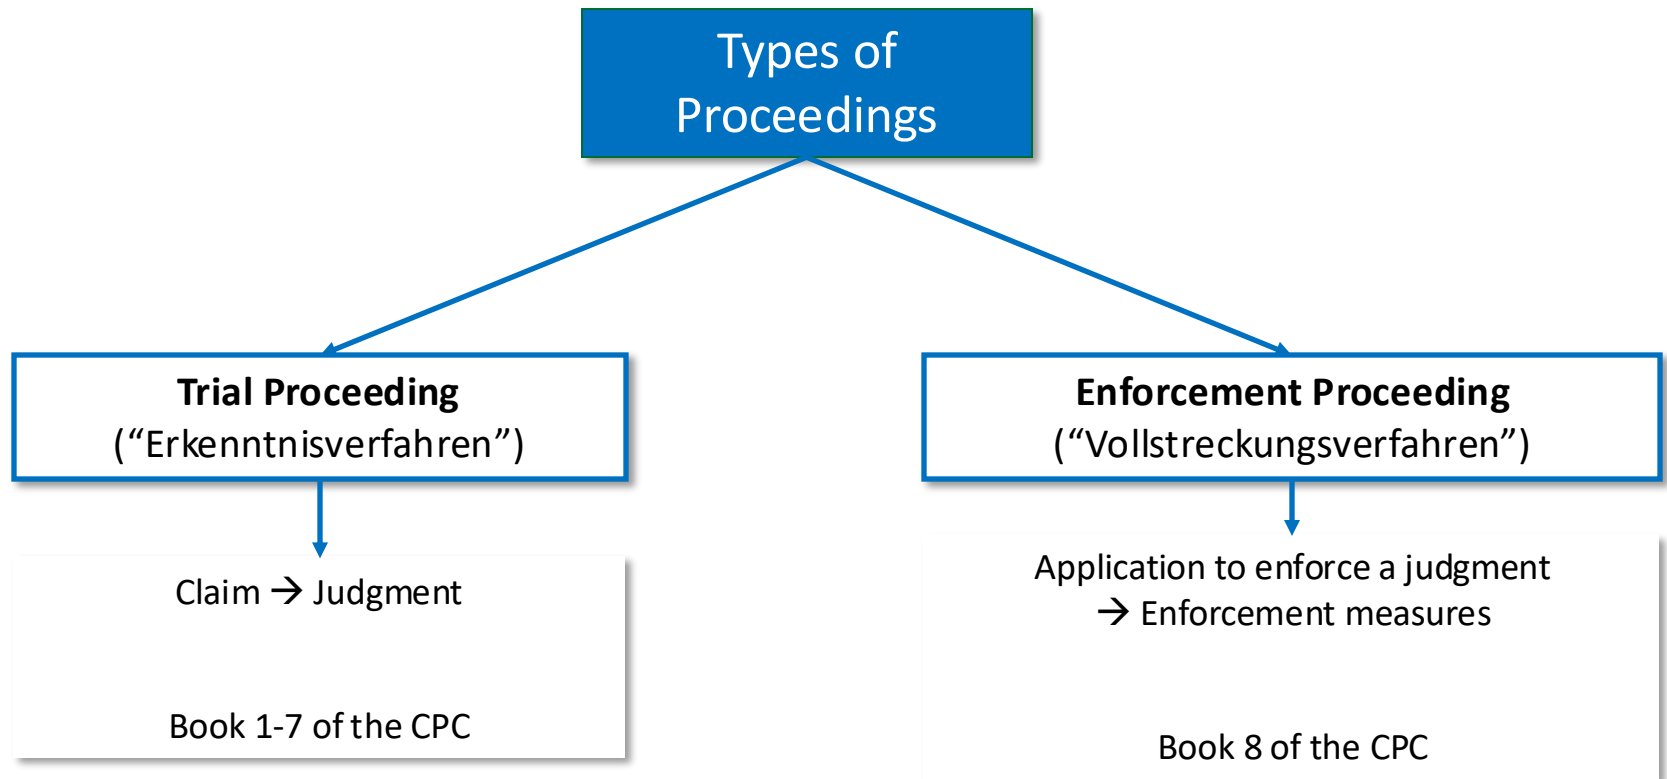 Types of
Proceedings
Trial Proceeding
(“Erkenntnisverfahren”)
Claim → Judgment
Book 1-7 of the CPC
Enforcement Proceeding
(“Vollstreckungsverfahren”)
Application to enforce a judgment
→ Enforcement measures
Book 8 of the CPC